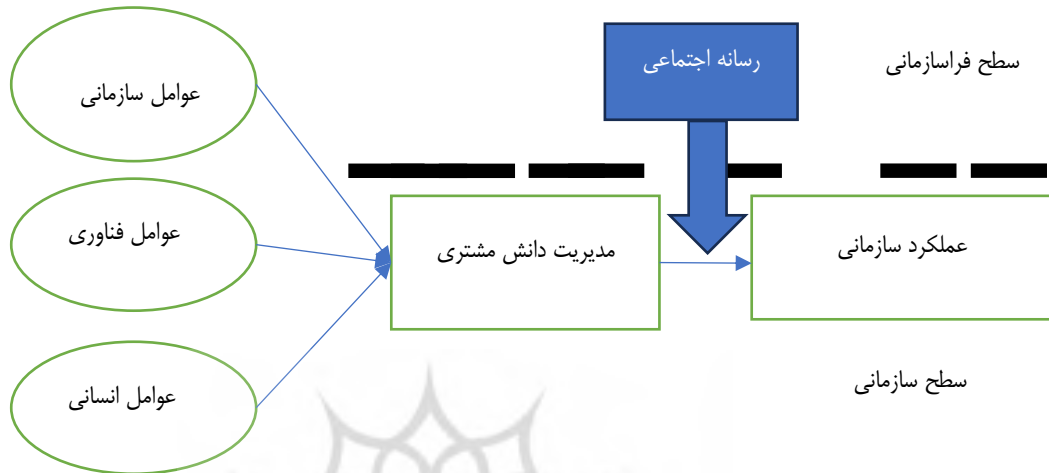 رسانه اجتماعی
سطح فراسازمانی
عوامل سازمانی
عوامل فناوری
مدیریت دانش مشتری
عملکرد سازمانی
عوامل انسانی
سطح سازمانی